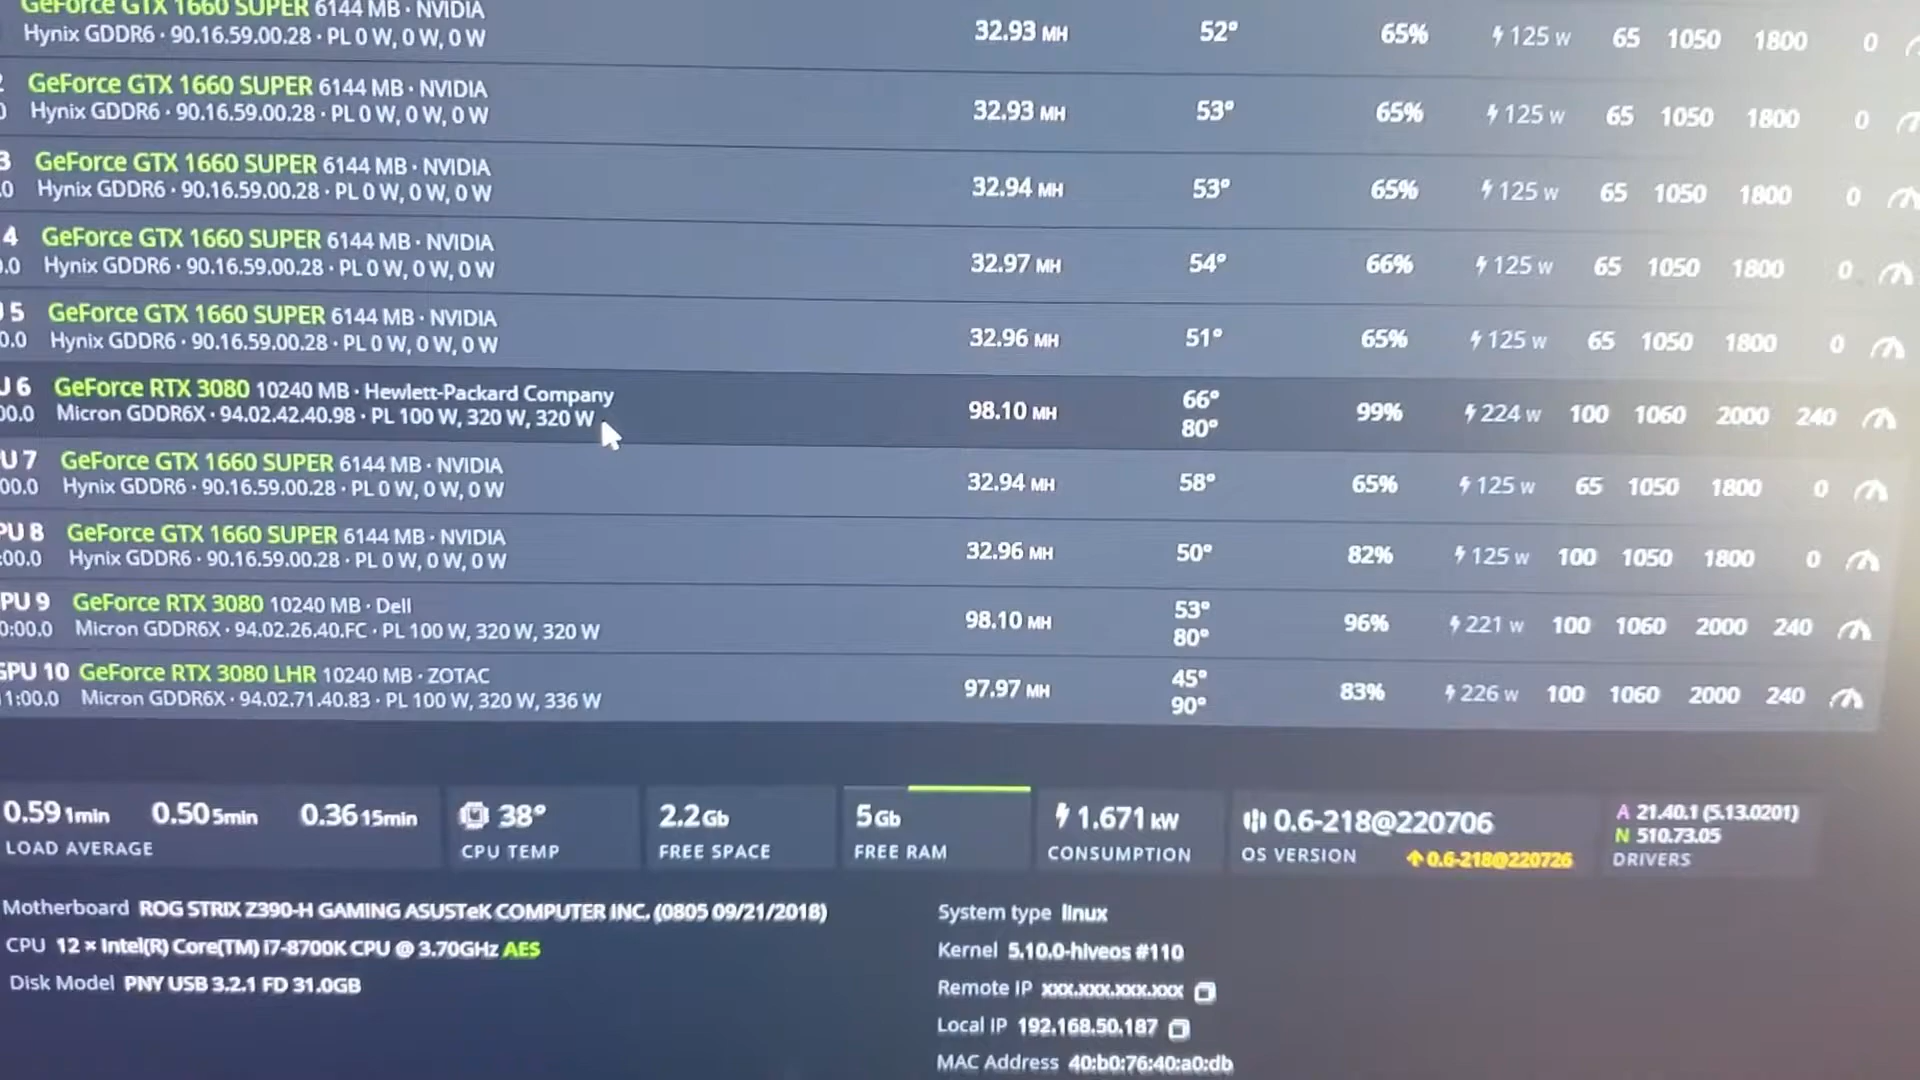 GeForce GTX 1660 SUPER 6144 MB · NVIDIA
Hynix GDDR6 · 90.16.59.00.28 · PL 0 W, 0 W, 0 W
32.93 MH 52° 65% 125 W 65 1050 1800 0
GeForce GTX 1660 SUPER 6144 MB · NVIDIA
Hynix GDDR6 · 90.16.59.00.28 · PL 0 W, 0 W, 0 W
32.93 MH 53° 65% 125 W 65 1050 1800 0
3 GeForce GTX 1660 SUPER 6144 MB · NVIDIA
.0 Hynix GDDR6 · 90.16.59.00.28 · PL 0 W, 0 W, 0 W
32.94 MH 53° 65% 125 W 65 1050 1800 0
4 GeForce GTX 1660 SUPER 6144 MB · NVIDIA
0.0 Hynix GDDR6 · 90.16.59.00.28 · PL 0 W, 0 W, 0 W
32.97 MH 54° 66% 125 W 65 1050 1800 0
5 GeForce GTX 1660 SUPER 6144 MB · NVIDIA
0.0 Hynix GDDR6 · 90.16.59.00.28 · PL 0 W, 0 W, 0 W
32.96 MH 51° 65% 125 W 65 1050 1800 0
U 6 GeForce RTX 3080 10240 MB · Hewlett-Packard Company
00.0 Micron GDDR6X · 94.02.42.40.98 · PL 100 W, 320 W, 320 W
98.10 MH 66° 80° 99% 224 W 100 1060 2000 240
U 7 GeForce GTX 1660 SUPER 6144 MB · NVIDIA
00.0 Hynix GDDR6 · 90.16.59.00.28 · PL 0 W, 0 W, 0 W
32.94 MH 58° 65% 125 W 65 1050 1800 0
PU 8 GeForce GTX 1660 SUPER 6144 MB · NVIDIA
:00.0 Hynix GDDR6 · 90.16.59.00.28 · PL 0 W, 0 W, 0 W
32.96 MH 50° 82% 125 W 100 1050 1800 0
PU 9 GeForce RTX 3080 10240 MB · Dell
0:00.0 Micron GDDR6X · 94.02.26.40.FC · PL 100 W, 320 W, 320 W
98.10 MH 53° 80° 96% 221 W 100 1060 2000 240
GPU 10 GeForce RTX 3080 LHR 10240 MB · ZOTAC
11:00.0 Micron GDDR6X · 94.02.71.40.83 · PL 100 W, 320 W, 336 W
97.97 MH 45° 90° 83% 226 W 100 1060 2000 240
0.59 1min 0.50 5min 0.36 15min
LOAD AVERAGE
38°
CPU TEMP
2.2 Gb
FREE SPACE
5 Gb
FREE RAM
1.671 kW
CONSUMPTION
0.6-218@220706
OS VERSION 0.6-218@220726
A 21.40.1 (5.13.0201)
N 510.73.05
DRIVERS
Motherboard ROG STRIX Z390-H GAMING ASUSTeK COMPUTER INC. (0805 09/21/2018)
CPU 12 × Intel(R) Core(TM) i7-8700K CPU @ 3.70GHz AES
Disk Model PNY USB 3.2.1 FD 31.0GB
System type linux
Kernel 5.10.0-hiveos #110
Remote IP xxx.xxx.xxx.xxx
Local IP 192.168.50.187
MAC Address 40:b0:76:40:a0:db